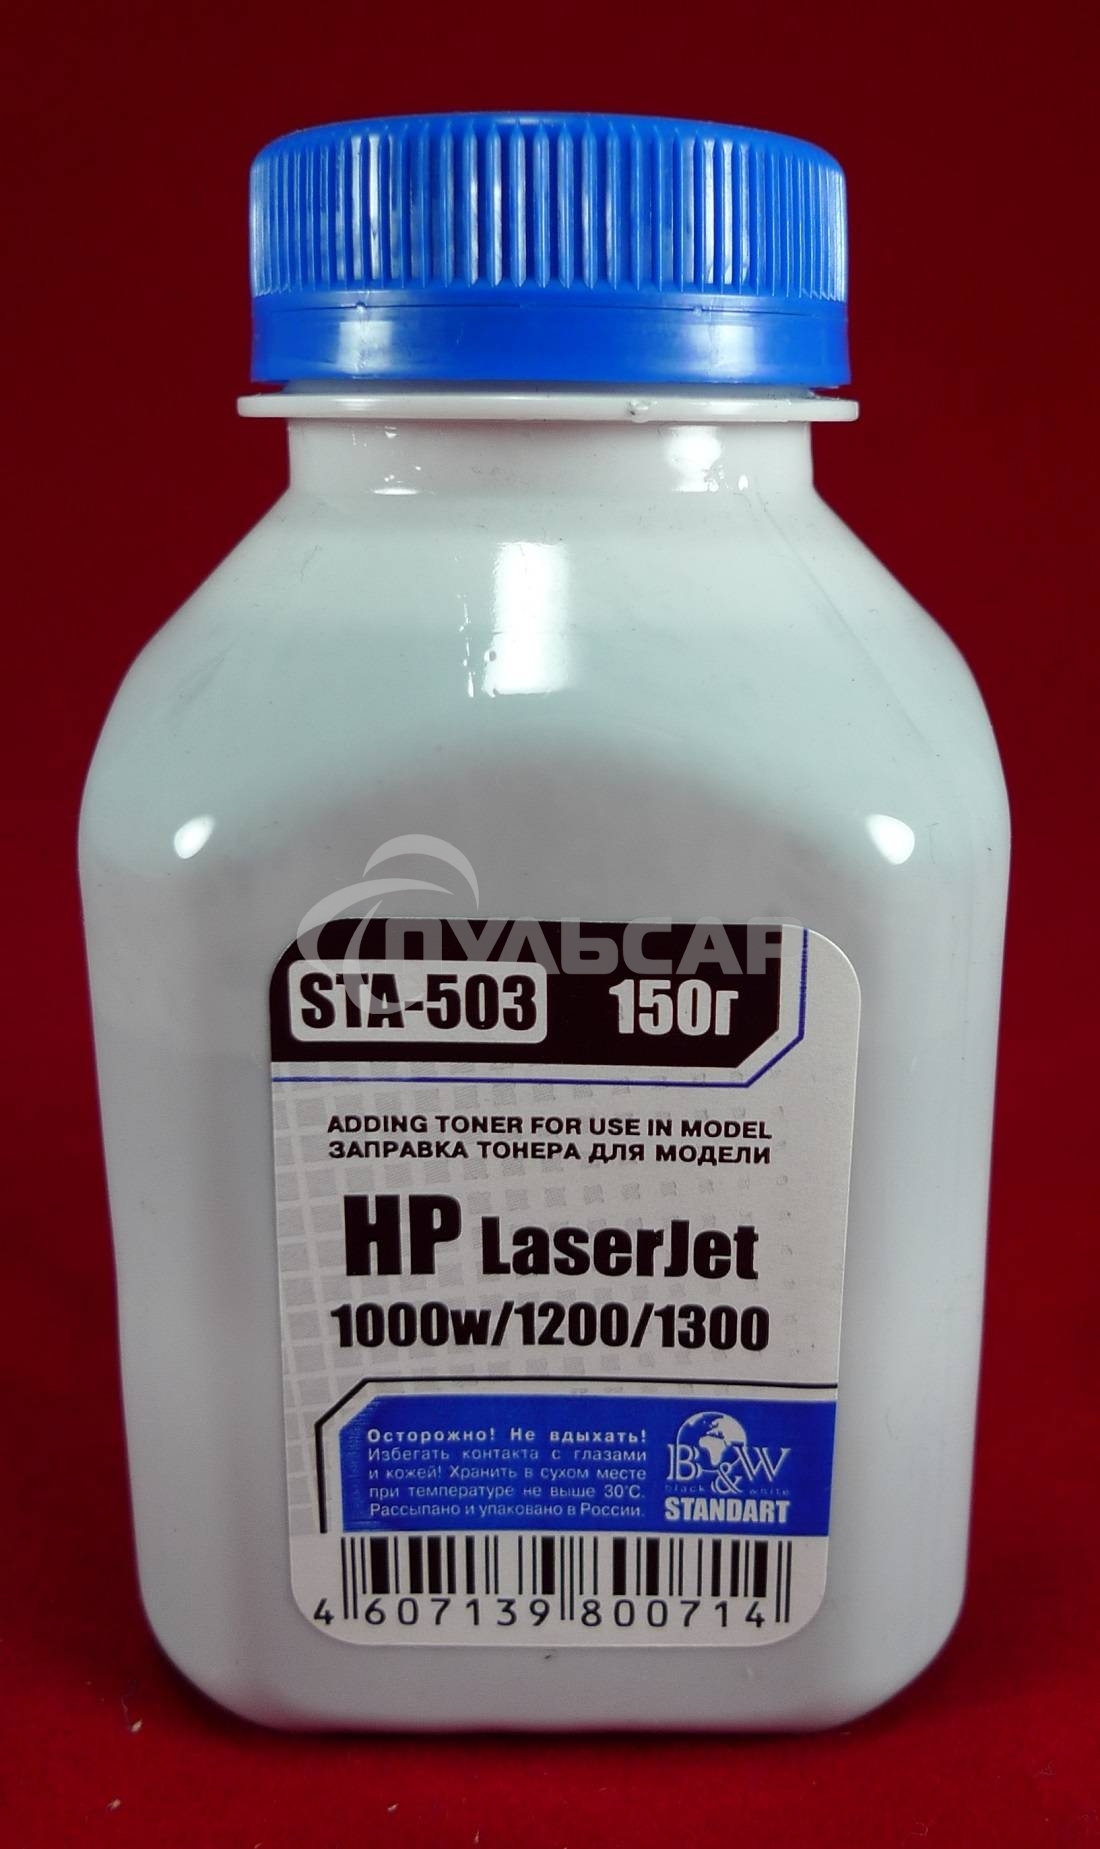 ПУЛЬСАР
STA-503 150г
ADDING TONER FOR USE IN MODEL
ЗАПРАВКА ТОНЕРА ДЛЯ МОДЕЛИ
HP LaserJet
1000w/1200/1300
Осторожно! Не вдыхать!
Избегать контакта с глазами
и кожей! Хранить в сухом месте
при температуре не выше 30°C.
Рассыпано и упаковано в России.
B&W
black & white
STANDART
4 607139 800714